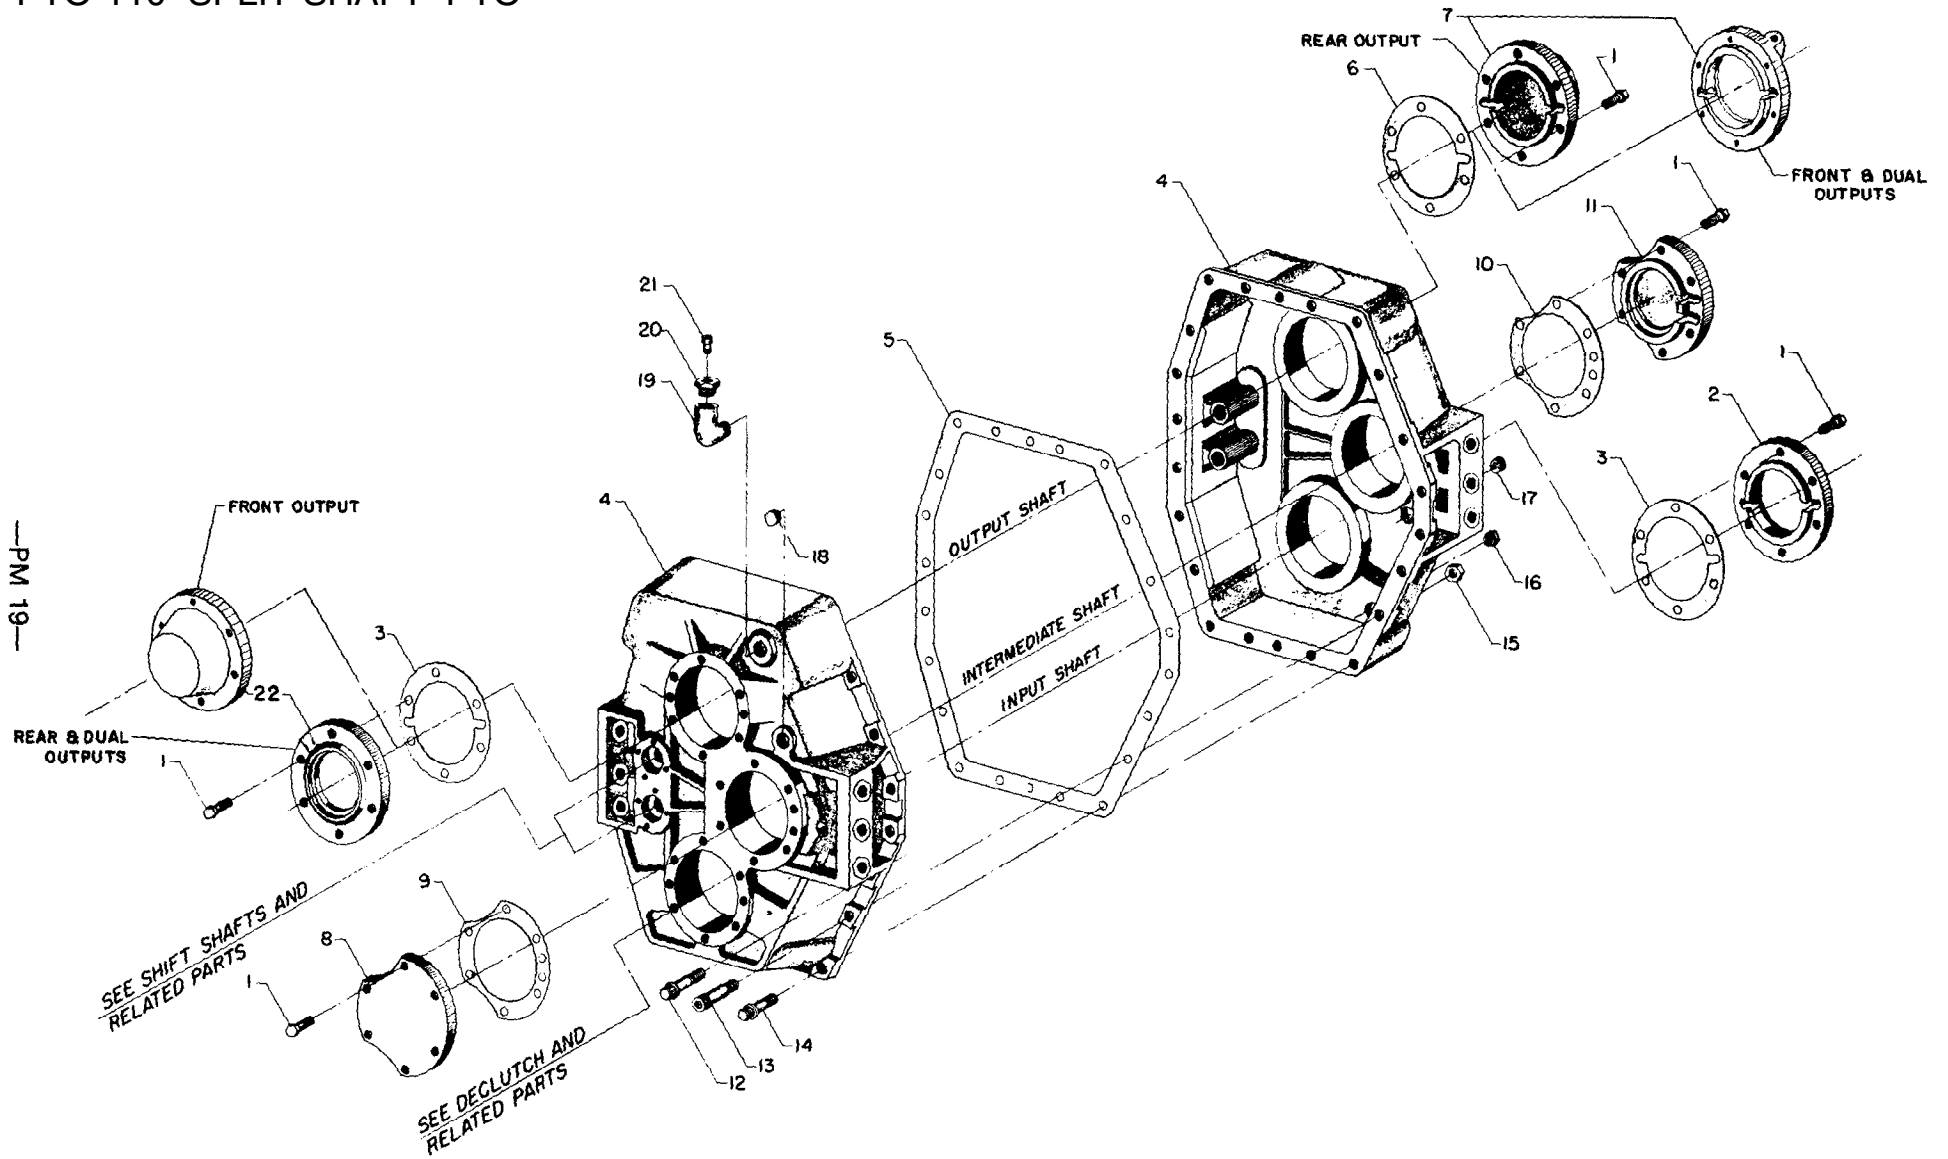 7
REAR OUTPUT
6
1
FRONT & DUAL
OUTPUTS
4
1
11
10
21
20
19
5
1
2
3
17
16
15
OUTPUT SHAFT
INTERMEDIATE SHAFT
INPUT SHAFT
4
18
FRONT OUTPUT
3
22
REAR & DUAL
OUTPUTS
1
—PM 19—
9
8
1
SEE SHIFT SHAFTS AND
RELATED PARTS
14
13
12
SEE DECLUTCH AND
RELATED PARTS